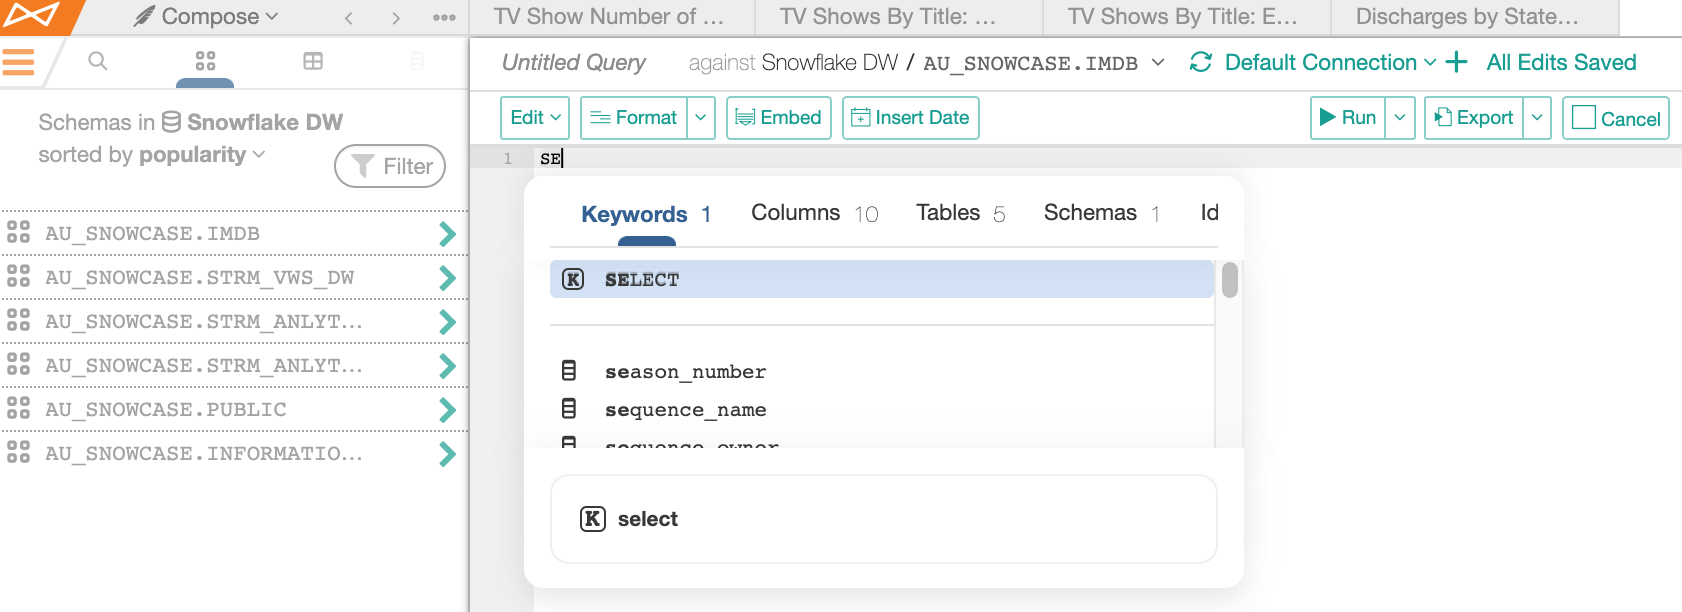 Compose
TV Show Number of ...
TV Shows By Title: ...
TV Shows By Title: E...
Discharges by State...
Schemas in Snowflake DW
sorted by popularity
Filter
AU_SNOWCASE.IMDB
AU_SNOWCASE.STRM_VWS_DW
AU_SNOWCASE.STRM_ANLYT...
AU_SNOWCASE.STRM_ANLYT...
AU_SNOWCASE.PUBLIC
AU_SNOWCASE.INFORMATIO...
Untitled Query against Snowflake DW / AU_SNOWCASE.IMDB Default Connection All Edits Saved
Edit Format Embed Insert Date Run Export Cancel
1 SE
Keywords 1 Columns 10 Tables 5 Schemas 1 Id
K SELECT
season_number
sequence_name
sequence_owner
K select